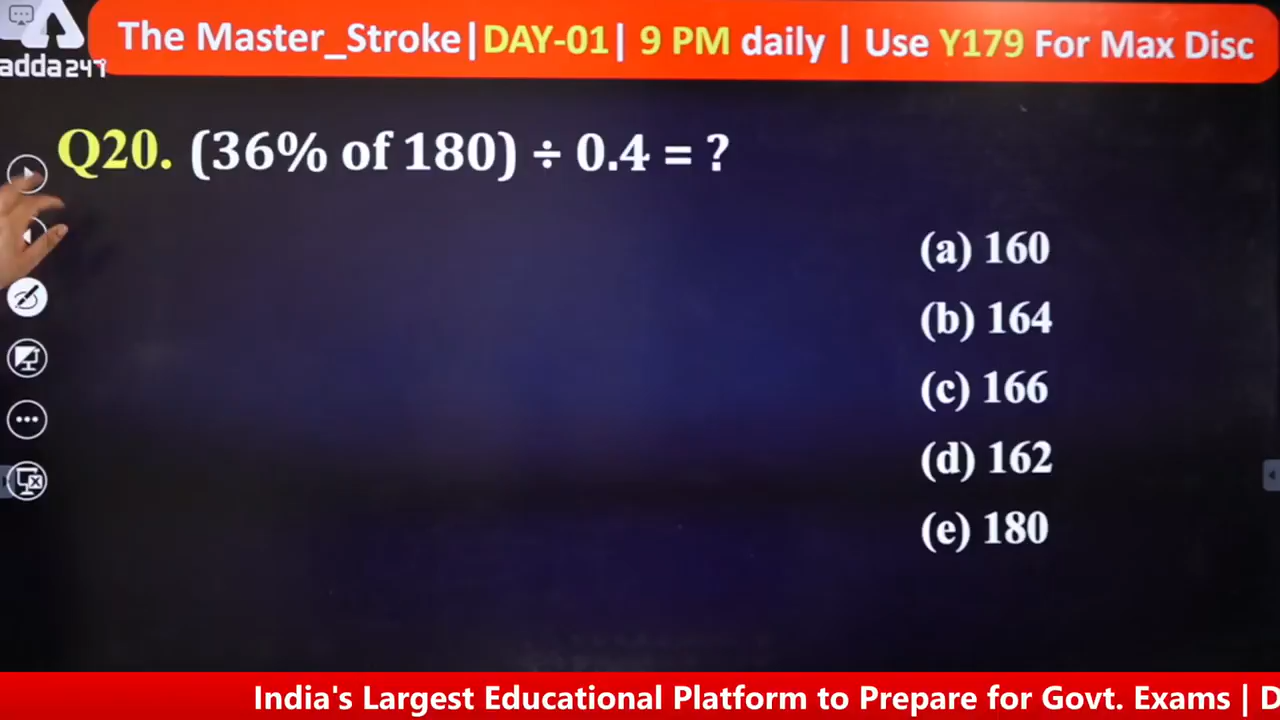 The Master_Stroke|DAY-01| 9 PM daily | Use Y179 For Max Disc
adda247
Q20. (36% of 180) ÷ 0.4 = ?
(a) 160
(b) 164
(c) 166
(d) 162
(e) 180
India's Largest Educational Platform to Prepare for Govt. Exams | D